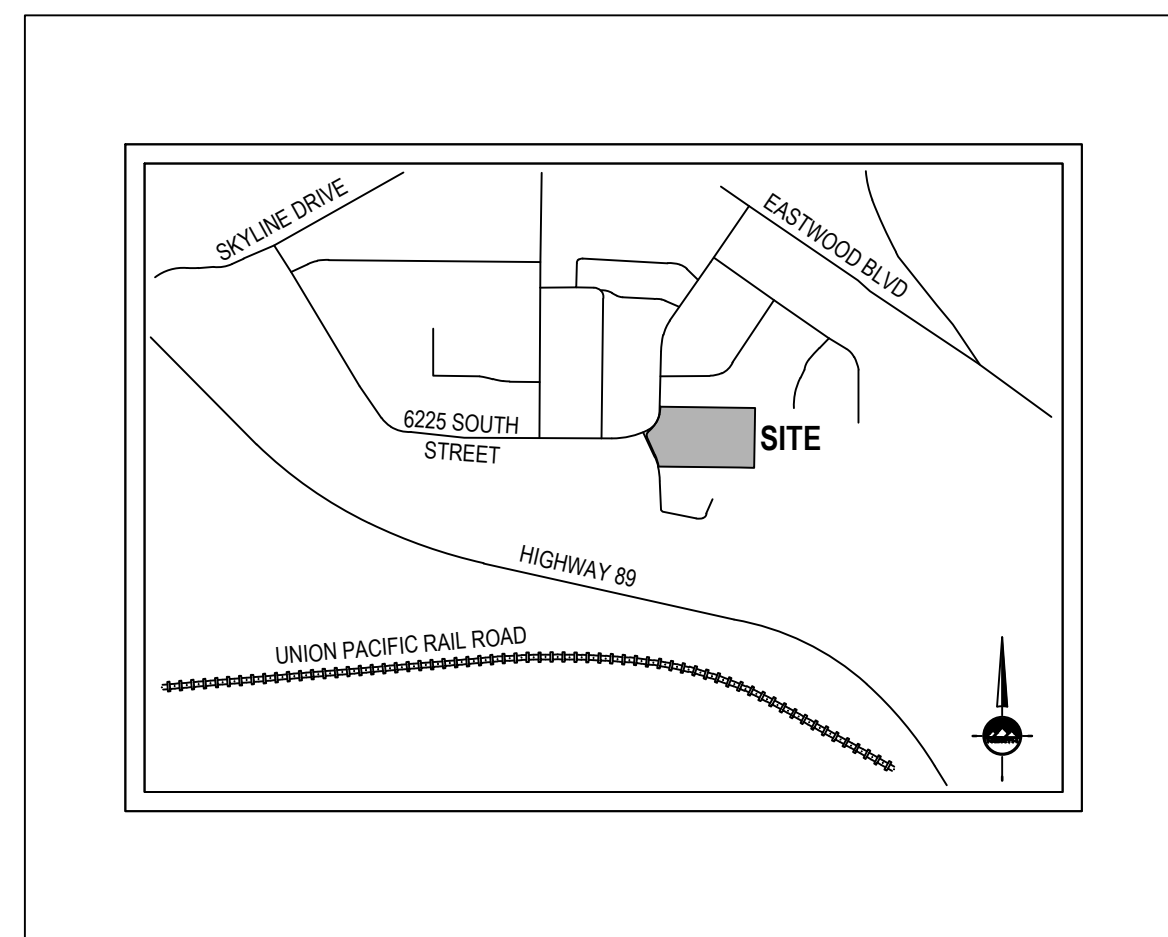 SKYLINE DRIVE
EASTWOOD BLVD
6225 SOUTH
STREET
SITE
HIGHWAY 89
UNION PACIFIC RAIL ROAD